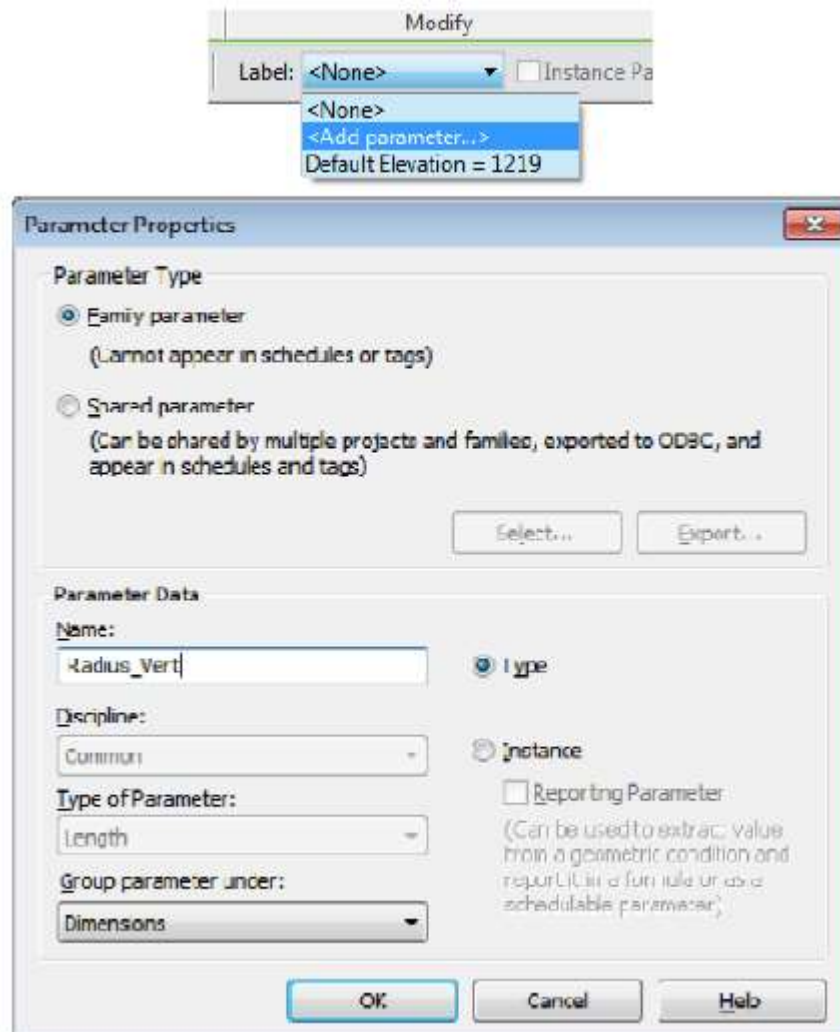 Modify
Label: <None> Instance Pa
<None>
<Add parameter...>
Default Elevation = 1219
Parameter Properties
Parameter Type
Family parameter
(Cannot appear in schedules or tags)
Shared parameter
(Can be shared by multiple projects and families, exported to ODBC, and
appear in schedules and tags)
Select... Export...
Parameter Data
Name:
Radius_Vert Type
Discipline:
Common Instance
Reporting Parameter
Type of Parameter:
Length
(Can be used to extract value
from a geometric condition and
report it in a formula or as a
schedulable parameter)
Group parameter under:
Dimensions
OK Cancel Help